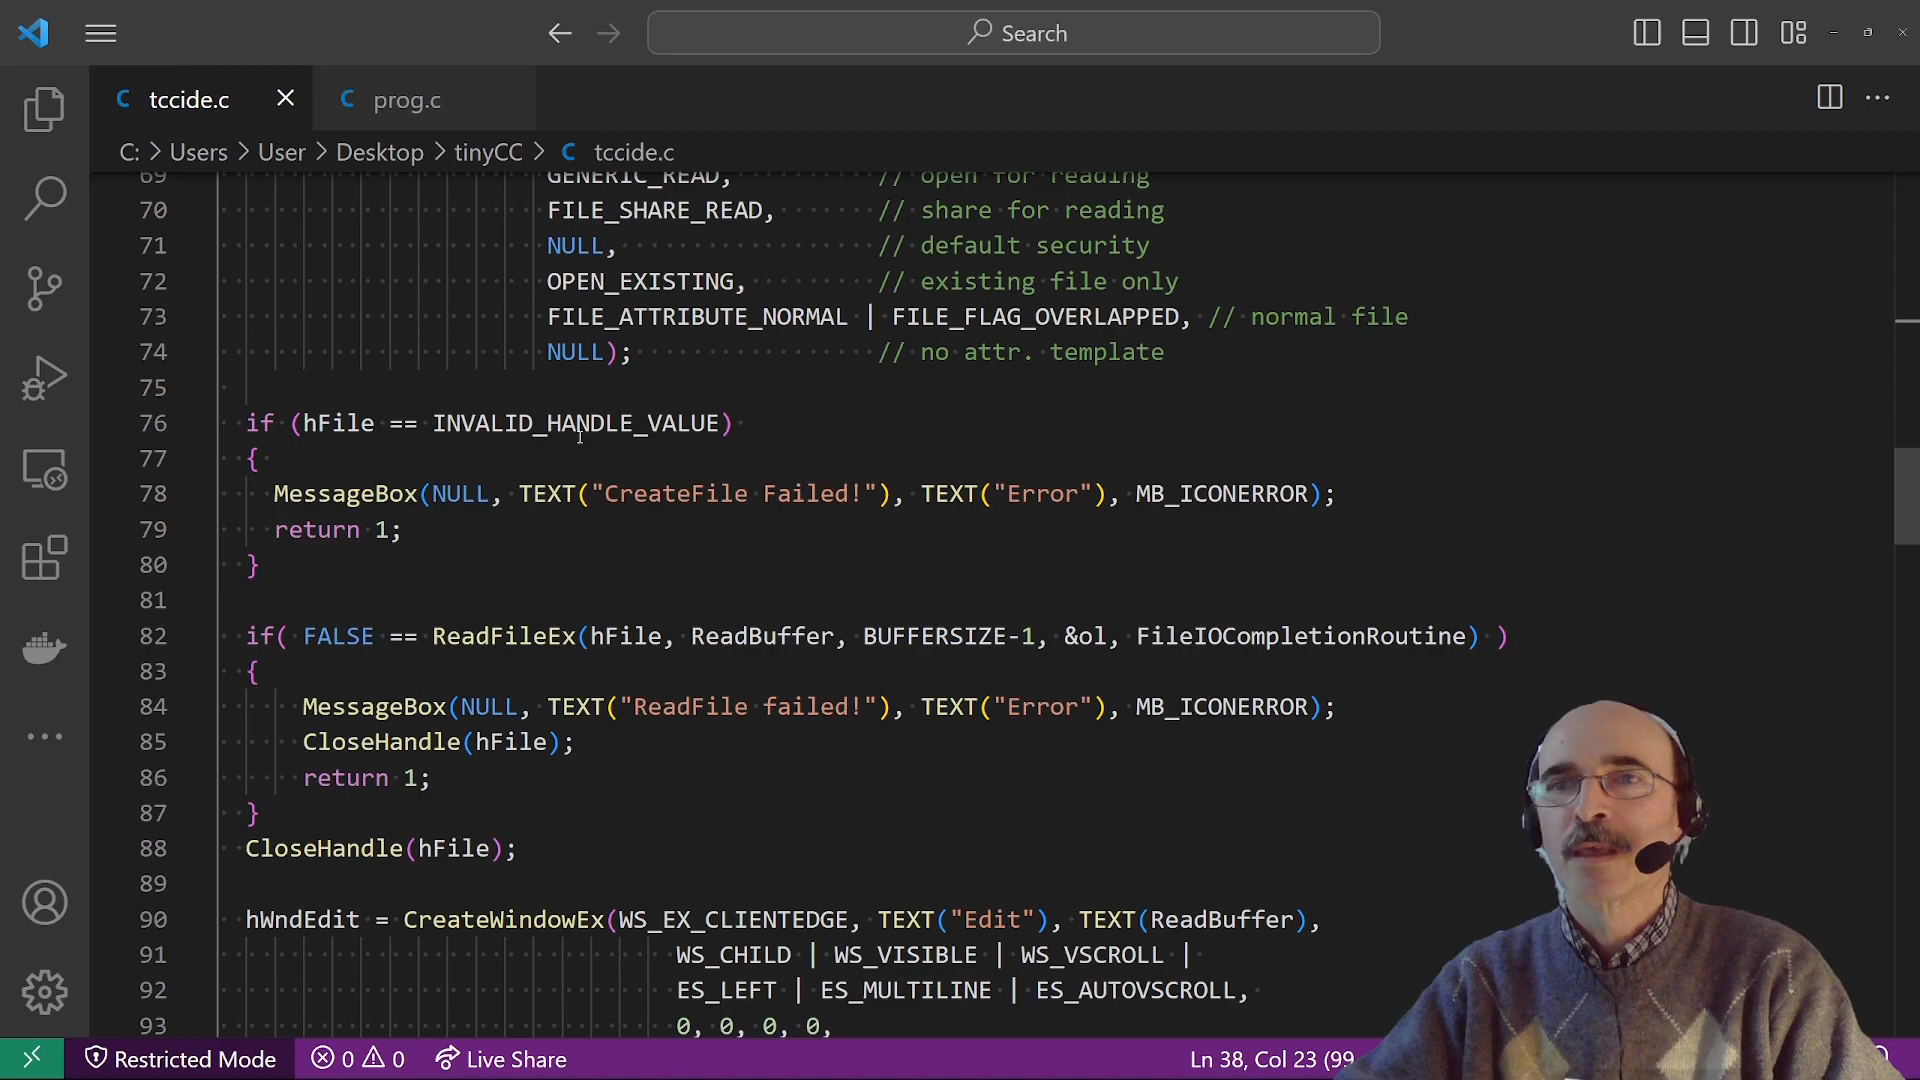 Search
C tccide.c
C prog.c
C: > Users > User > Desktop > tinyCC > C tccide.c
69 GENERIC_READ, // open for reading
70 FILE_SHARE_READ, // share for reading
71 NULL, // default security
72 OPEN_EXISTING, // existing file only
73 FILE_ATTRIBUTE_NORMAL | FILE_FLAG_OVERLAPPED, // normal file
74 NULL); // no attr. template
75
76 if (hFile == INVALID_HANDLE_VALUE)
77 {
78 MessageBox(NULL, TEXT("CreateFile Failed!"), TEXT("Error"), MB_ICONERROR);
79 return 1;
80 }
81
82 if( FALSE == ReadFileEx(hFile, ReadBuffer, BUFFERSIZE-1, &ol, FileIOCompletionRoutine) )
83 {
84 MessageBox(NULL, TEXT("ReadFile failed!"), TEXT("Error"), MB_ICONERROR);
85 CloseHandle(hFile);
86 return 1;
87 }
88 CloseHandle(hFile);
89
90 hWndEdit = CreateWindowEx(WS_EX_CLIENTEDGE, TEXT("Edit"), TEXT(ReadBuffer),
91 WS_CHILD | WS_VISIBLE | WS_VSCROLL |
92 ES_LEFT | ES_MULTILINE | ES_AUTOVSCROLL,
93 0, 0, 0, 0,
Restricted Mode 0 0 Live Share Ln 38, Col 23 (99